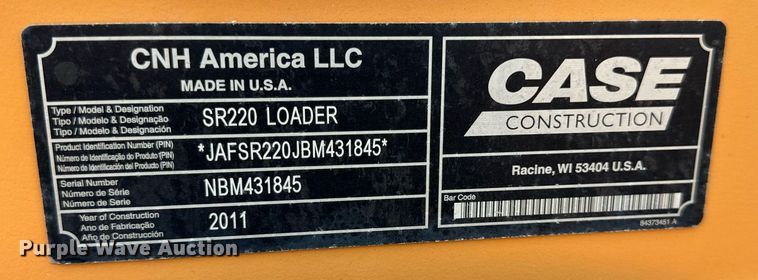 CNH America LLC
MADE IN U.S.A.
Type / Model & Designation
Tipo / Modelo & Designação
Tipo / Modelo & Designación
SR220 LOADER
Product Identification Number (PIN)
Número de Identificação do Produto (PIN)
Número de Identificación del Producto (PIN)
*JAFSR220JBM431845*
Serial Number
Número de Série
Número de Serie
NBM431845
Year of Construction
Ano de Fabricação
Año de Construcción
2011
CASE
CONSTRUCTION
Racine, WI 53404 U.S.A.
Bar Code
84373451 A
Purple Wave Auction